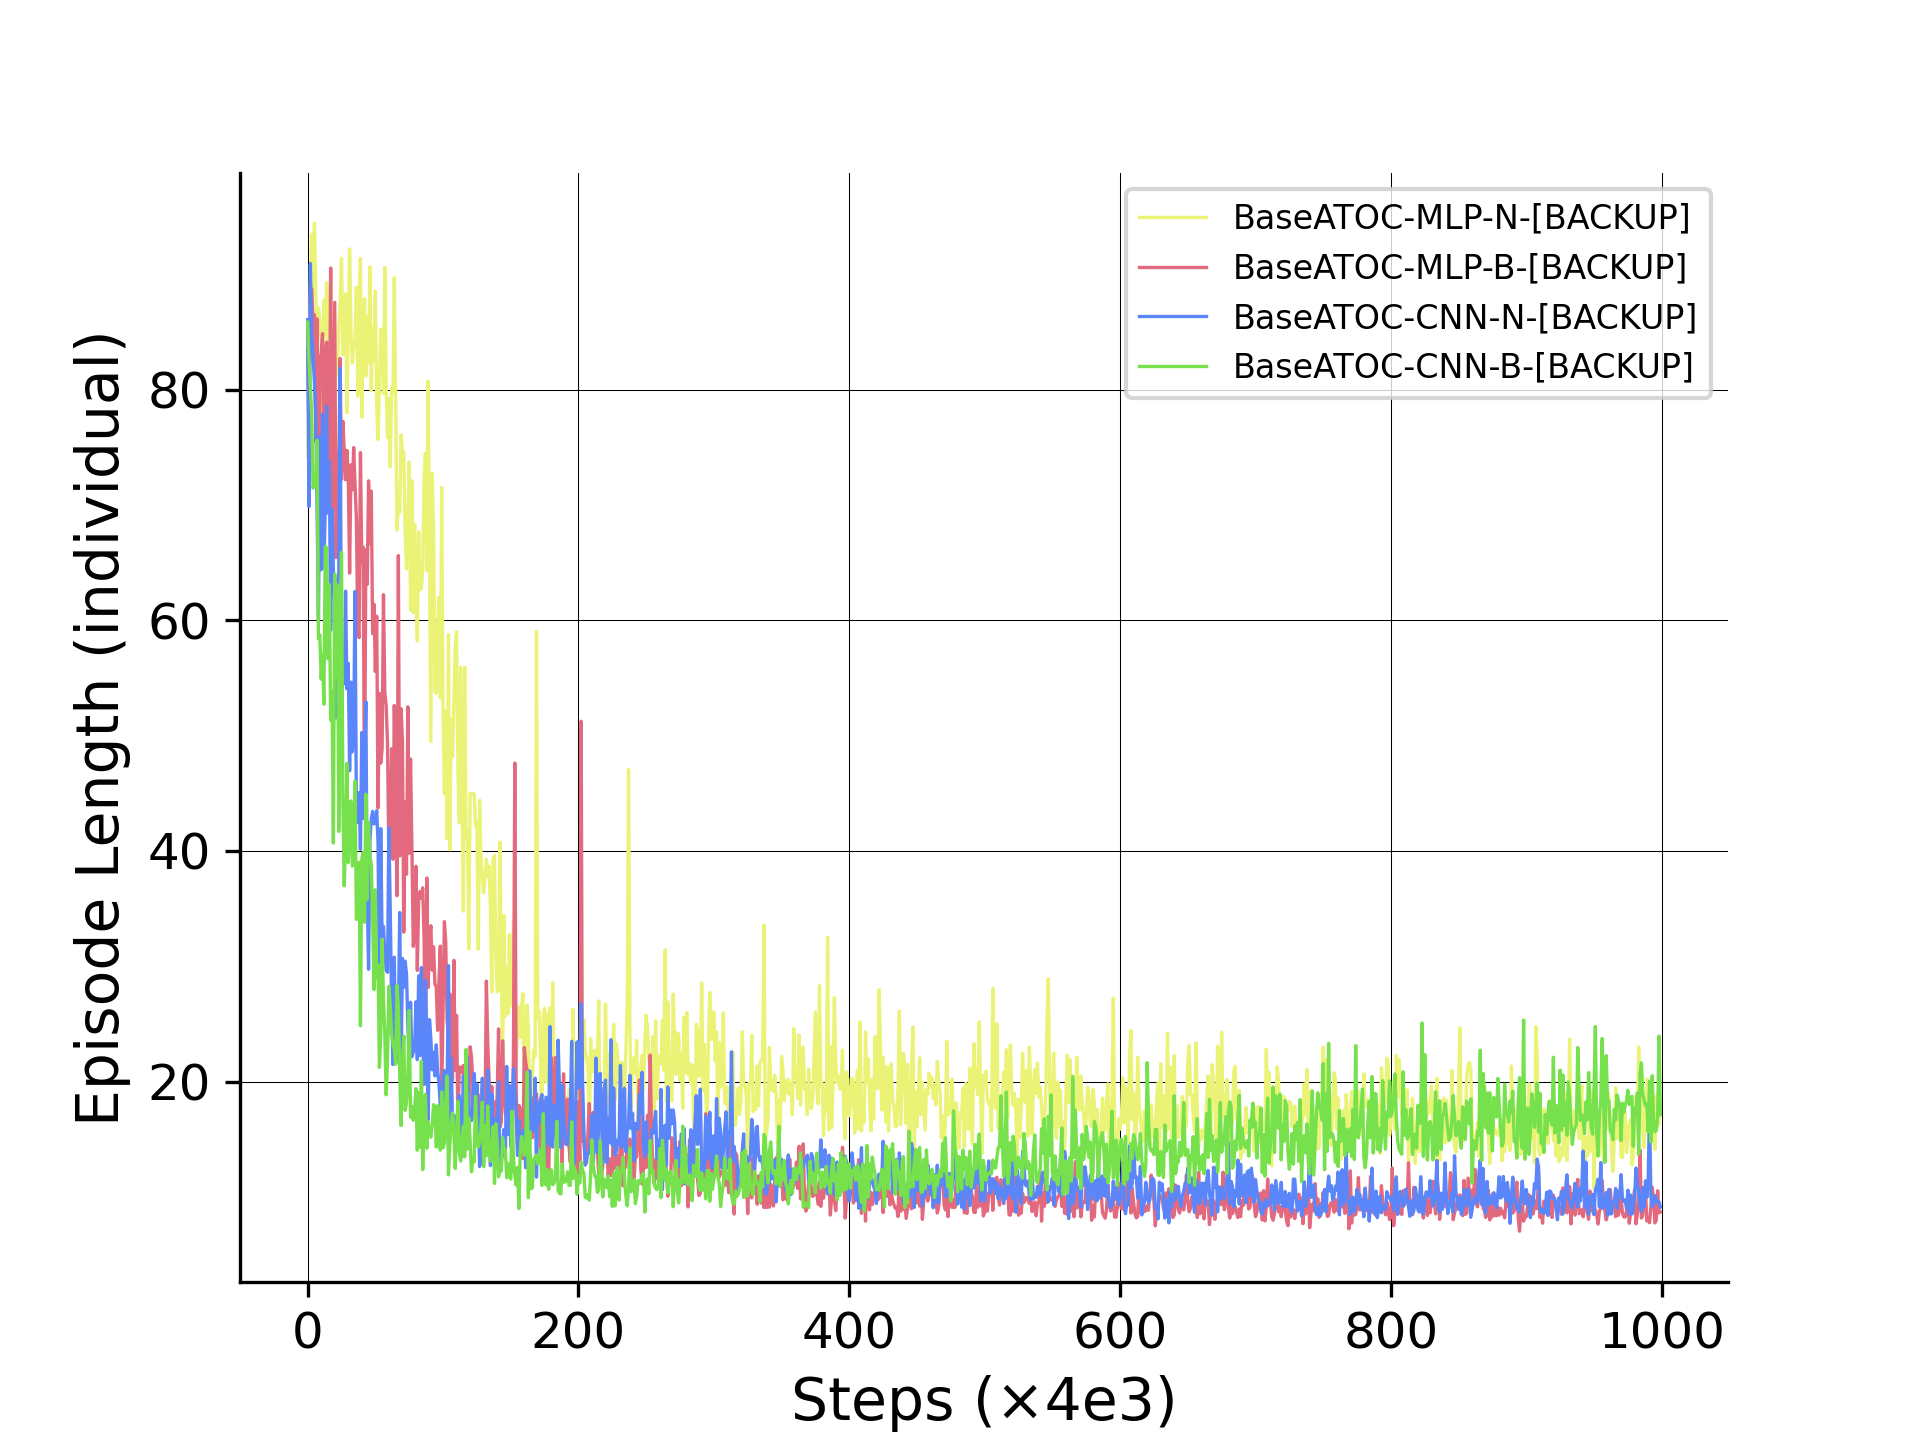 BaseATOC-MLP-N-[BACKUP]
BaseATOC-MLP-B-[BACKUP]
BaseATOC-CNN-N-[BACKUP]
BaseATOC-CNN-B-[BACKUP]
Episode Length (individual)
80
60
40
20
0 200 400 600 800 1000
Steps (×4e3)